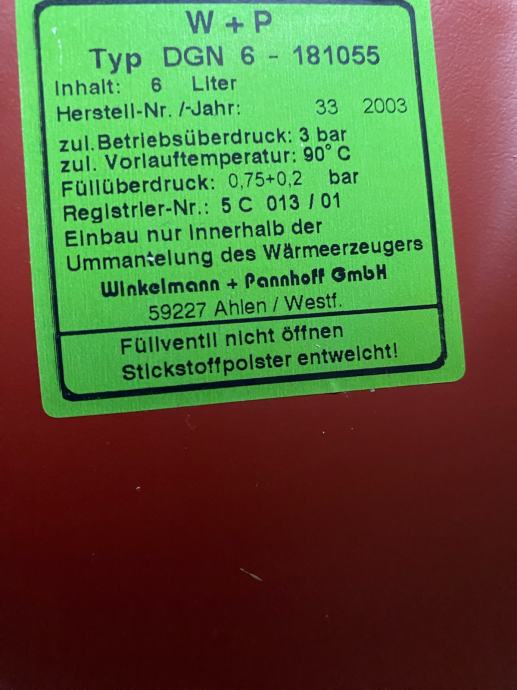 W + P
Typ DGN 6 - 181055
Inhalt: 6 Liter
Herstell-Nr. /-Jahr: 33 2003
zul. Betriebsüberdruck: 3 bar
zul. Vorlauftemperatur: 90° C
Füllüberdruck: 0,75+0,2 bar
Registrier-Nr.: 5 C 013 / 01
Einbau nur innerhalb der
Ummantelung des Wärmeerzeugers
Winkelmann + Pannhoff GmbH
59227 Ahlen / Westf.
Füllventil nicht öffnen
Stickstoffpolster entweicht!